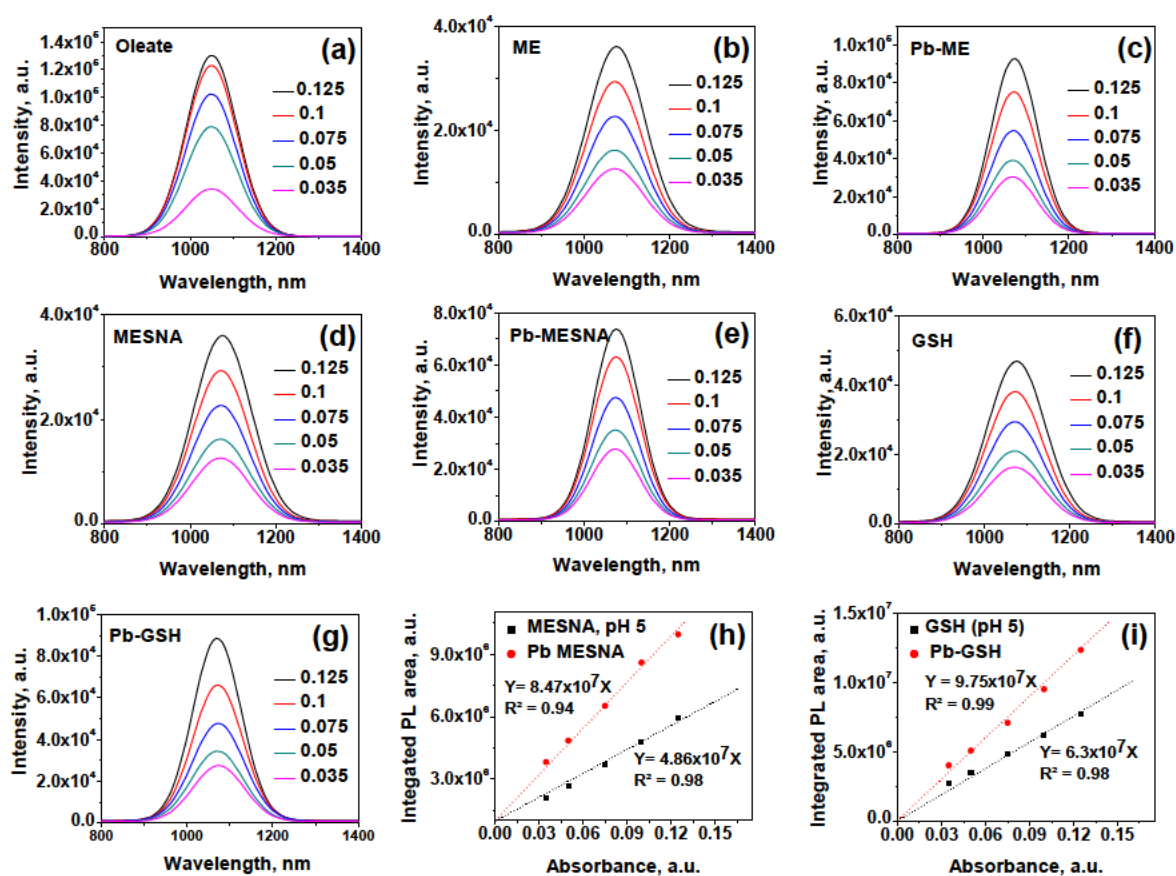 Oleate
(a)
1.4x10⁶
1.2x10⁶
1.0x10⁶
8.0x10⁴
6.0x10⁴
4.0x10⁴
2.0x10⁴
0.0
Intensity, a.u.
0.125
0.1
0.075
0.05
0.035
800 1000 1200 1400
Wavelength, nm
ME
(b)
4.0x10⁴
2.0x10⁴
0.0
Intensity, a.u.
0.125
0.1
0.075
0.05
0.035
800 1000 1200 1400
Wavelength, nm
Pb-ME
(c)
1.0x10⁶
8.0x10⁴
6.0x10⁴
4.0x10⁴
2.0x10⁴
0.0
Intensity, a.u.
0.125
0.1
0.075
0.05
0.035
800 1000 1200 1400
Wavelength, nm
MESNA
(d)
4.0x10⁴
2.0x10⁴
0.0
Intensity, a.u.
0.125
0.1
0.075
0.05
0.035
800 1000 1200 1400
Wavelength, nm
Pb-MESNA
(e)
8.0x10⁴
6.0x10⁴
4.0x10⁴
2.0x10⁴
0.0
Intensity, a.u.
0.125
0.1
0.075
0.05
0.035
800 1000 1200 1400
Wavelength, nm
GSH
(f)
6.0x10⁴
4.0x10⁴
2.0x10⁴
0.0
Intensity, a.u.
0.125
0.1
0.075
0.05
0.035
800 1000 1200 1400
Wavelength, nm
Pb-GSH
(g)
1.0x10⁶
8.0x10⁴
6.0x10⁴
4.0x10⁴
2.0x10⁴
0.0
Intensity, a.u.
0.125
0.1
0.075
0.05
0.035
800 1000 1200 1400
Wavelength, nm
MESNA, pH 5
Pb MESNA
(h)
9.0x10⁶
6.0x10⁶
3.0x10⁶
Integated PL area, a.u.
Y= 8.47x10⁷X
R² = 0.94
Y= 4.86x10⁷X
R² = 0.98
0.00 0.03 0.06 0.09 0.12 0.15
Absorbance, a.u.
GSH (pH 5)
Pb-GSH
(i)
1.5x10⁷
1.0x10⁷
5.0x10⁶
0.0
Integrated PL area, a.u.
Y = 9.75x10⁷X
R² = 0.99
Y= 6.3x10⁷X
R² = 0.98
0.00 0.03 0.06 0.09 0.12 0.15
Absorbance, a.u.